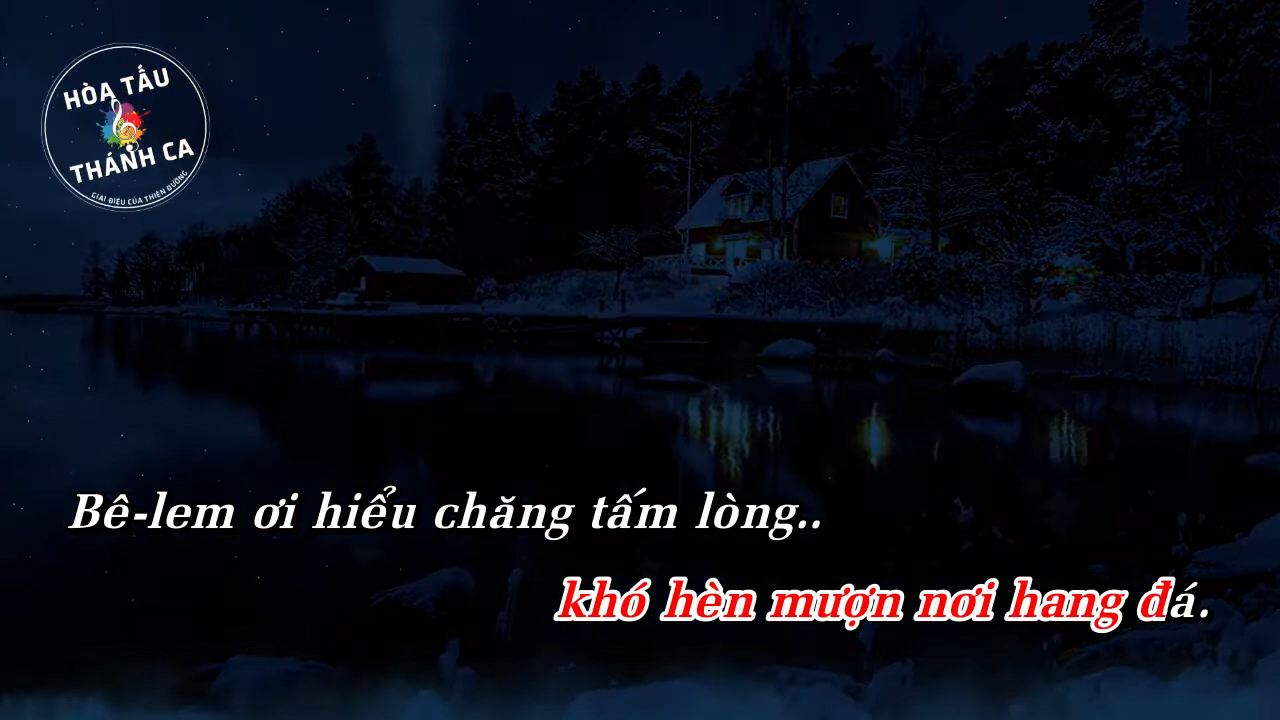 HÒA TẤU
THÁNH CA
GIAI ĐIỆU CỦA THIÊN ĐƯỜNG
Bê-lem ơi hiểu chăng tấm lòng..
khó hèn mượn nơi hang đá.